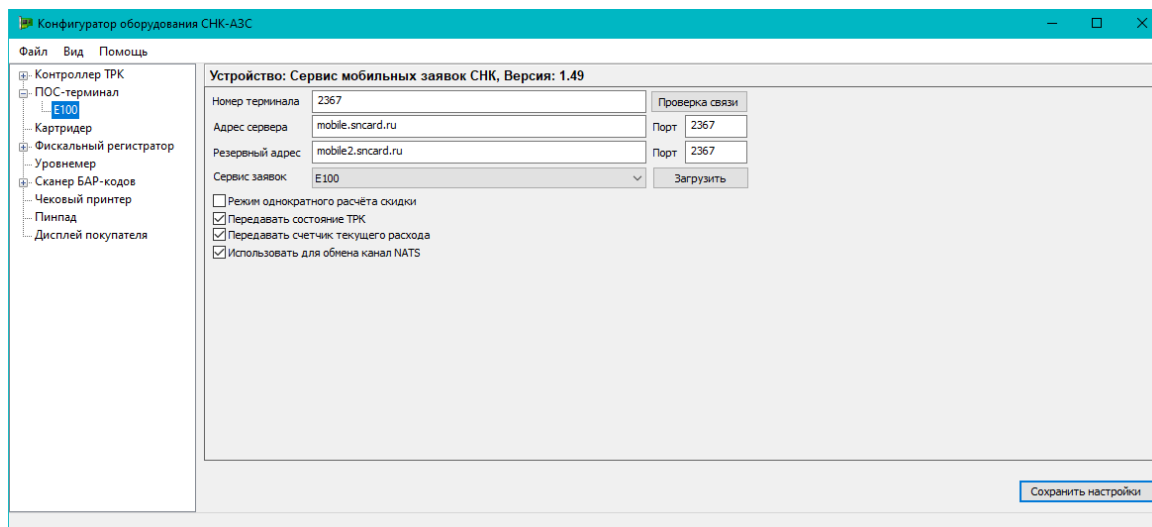 Конфигуратор оборудования СНК-АЗС
Файл Вид Помощь
Контроллер ТРК
ПОС-терминал
E100
Картридер
Фискальный регистратор
Уровнемер
Сканер БАР-кодов
Чековый принтер
Пинпад
Дисплей покупателя
Устройство: Сервис мобильных заявок СНК, Версия: 1.49
Номер терминала 2367 Проверка связи
Адрес сервера mobile.sncard.ru Порт 2367
Резервный адрес mobile2.sncard.ru Порт 2367
Сервис заявок E100 Загрузить
Режим однократного расчёта скидки
Передавать состояние ТРК
Передавать счетчик текущего расхода
Использовать для обмена канал NATS
Сохранить настройки